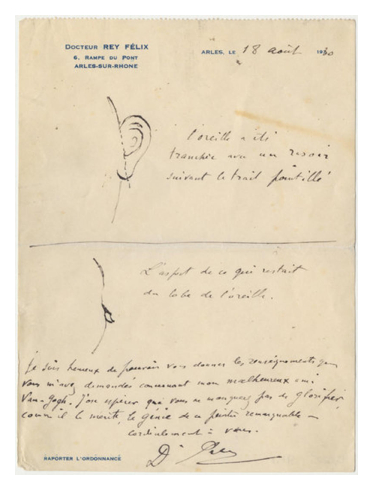 DOCTEUR REY FÉLIX
6, RAMPE DU PONT
ARLES-SUR-RHONE
ARLES, LE 18 août 1930
L'oreille a été
tranchée avec un rasoir
suivant le trait pointillé
L'aspect de ce qui restait
du lobe de l'oreille.
Je suis heureux de pouvoir vous donner les renseignements que
vous m'avez demandés concernant mon malheureux ami
Van-Gogh. J'ose espérer que vous ne manquerez pas de glorifier
comme il le mérite, le génie de ce peintre remarquable —
cordialement à vous.
Dr Rey
RAPORTER L'ORDONNANCE